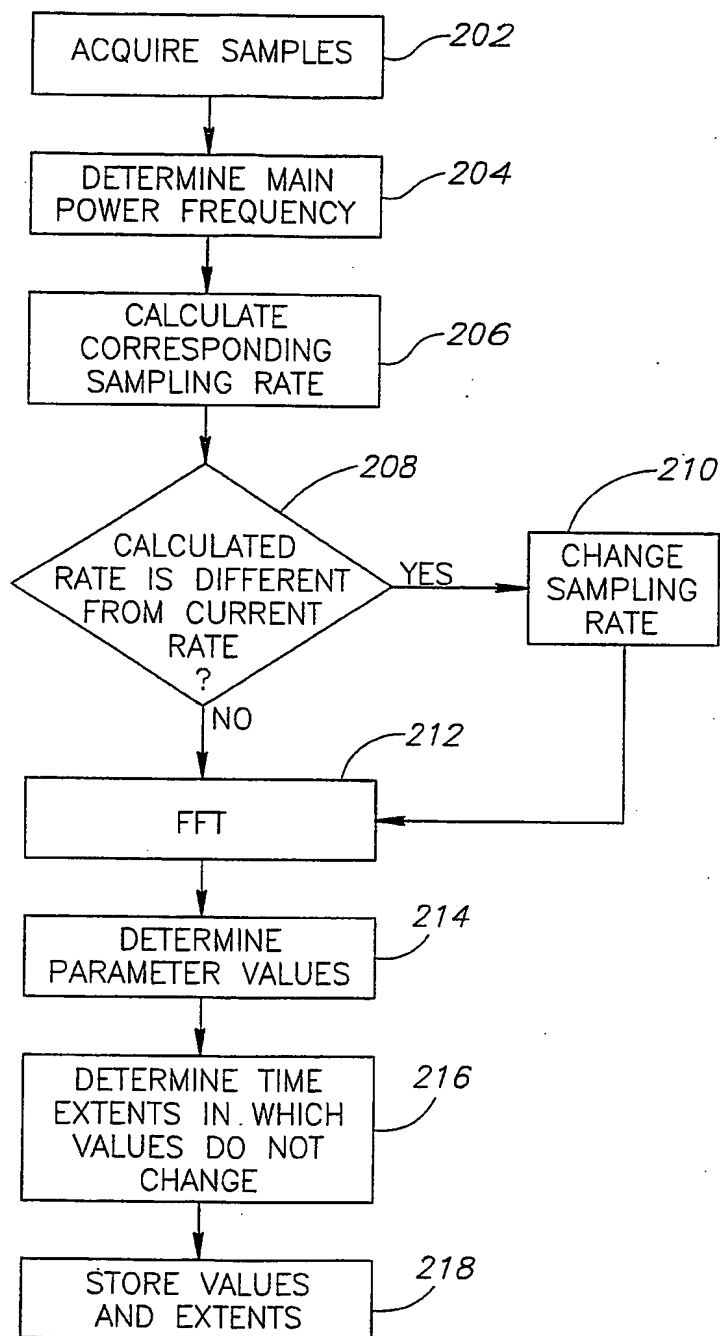 ACQUIRE SAMPLES
202
DETERMINE MAIN
POWER FREQUENCY
204
CALCULATE
CORRESPONDING
SAMPLING RATE
206
208
CALCULATED
RATE IS DIFFERENT
FROM CURRENT
RATE
?
YES
210
CHANGE
SAMPLING
RATE
NO
212
FFT
214
DETERMINE
PARAMETER VALUES
216
DETERMINE TIME
EXTENTS IN WHICH
VALUES DO NOT
CHANGE
218
STORE VALUES
AND EXTENTS